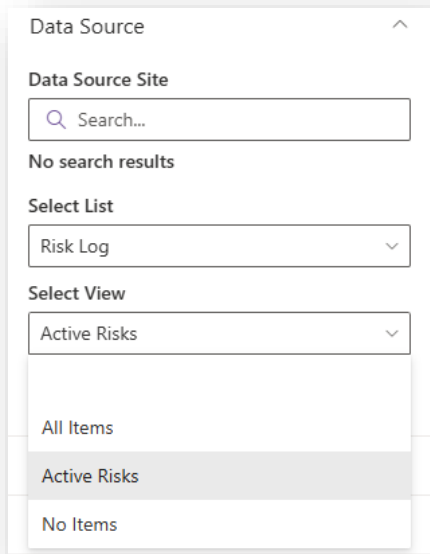 Data Source
Data Source Site
Search...
No search results
Select List
Risk Log
Select View
Active Risks
All Items
Active Risks
No Items